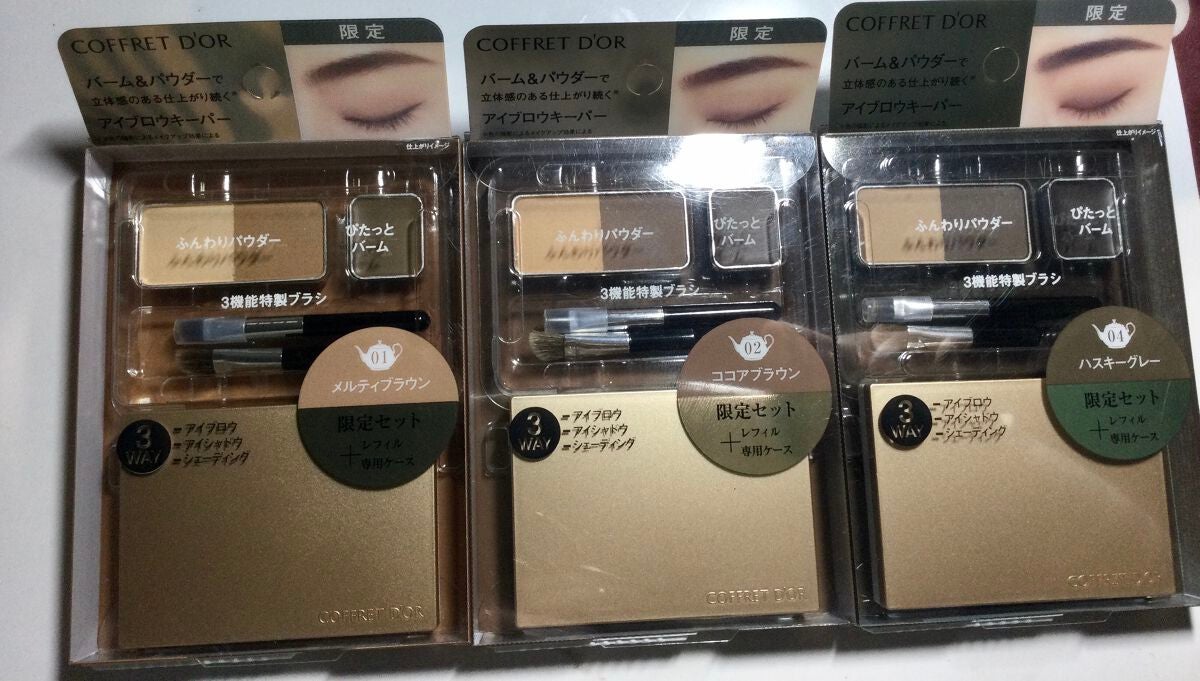 COFFRET D'OR
限定
バーム&パウダーで
立体感のある仕上がり続く※
アイブロウキーパー
仕上がりイメージ
ふんわりパウダー
ぴたっと
バーム
3機能特製ブラシ
01
メルティブラウン
限定セット
レフィル
+
専用ケース
3
WAY
=アイブロウ
=アイシャドウ
=シェーディング
COFFRET D'OR
COFFRET D'OR
限定
バーム&パウダーで
立体感のある仕上がり続く※
アイブロウキーパー
ふんわりパウダー
ぴたっと
バーム
3機能特製ブラシ
02
ココアブラウン
限定セット
レフィル
+
専用ケース
3
WAY
=アイブロウ
=アイシャドウ
=シェーディング
COFFRET D'OR
COFFRET D'OR
限定
バーム&パウダーで
立体感のある仕上がり続く※
アイブロウキーパー
仕上がりイメージ
ふんわりパウダー
ぴたっと
バーム
3機能特製ブラシ
04
ハスキーグレー
限定セット
レフィル
+
専用ケース
3
WAY
=アイブロウ
=アイシャドウ
=シェーディング
COFFRET D'OR